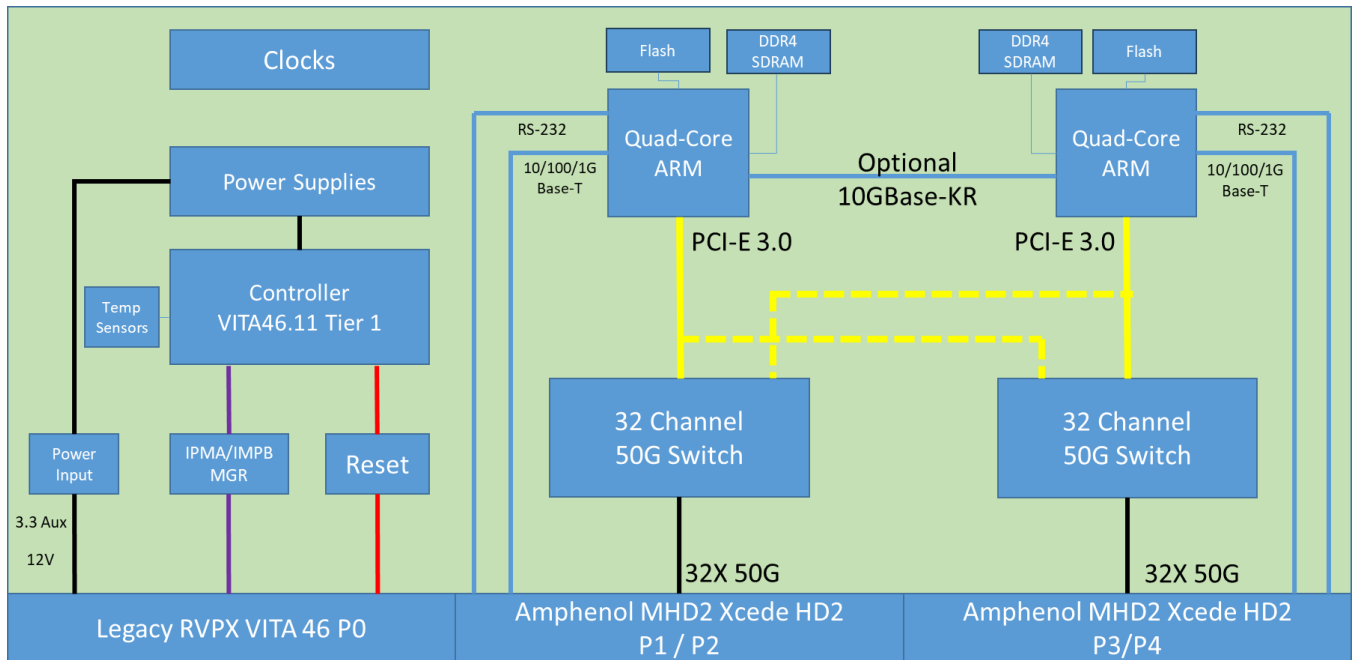 Clocks
Power Supplies
Controller
VITA46.11 Tier 1
Temp
Sensors
Power
Input
IPMA/IMPB
MGR
Reset
3.3 Aux
12V
Legacy RVPX VITA 46 P0
Flash
DDR4
SDRAM
RS-232
10/100/1G
Base-T
Quad-Core
ARM
Optional
10GBase-KR
PCI-E 3.0
32 Channel
50G Switch
32X 50G
Amphenol MHD2 Xcede HD2
P1 / P2
DDR4
SDRAM
Flash
Quad-Core
ARM
RS-232
10/100/1G
Base-T
PCI-E 3.0
32 Channel
50G Switch
32X 50G
Amphenol MHD2 Xcede HD2
P3/P4